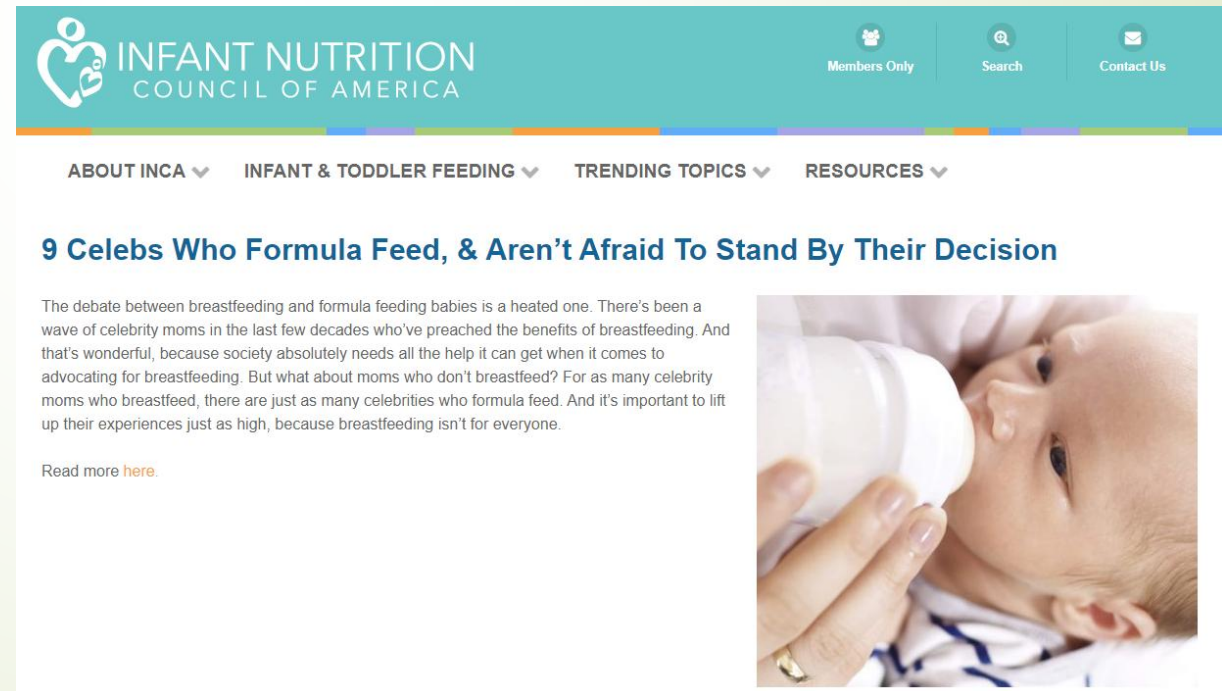 INFANT NUTRITION
COUNCIL OF AMERICA
Members Only
Search
Contact Us
ABOUT INCA
INFANT & TODDLER FEEDING
TRENDING TOPICS
RESOURCES
9 Celebs Who Formula Feed, & Aren’t Afraid To Stand By Their Decision
The debate between breastfeeding and formula feeding babies is a heated one. There’s been a
wave of celebrity moms in the last few decades who’ve preached the benefits of breastfeeding. And
that’s wonderful, because society absolutely needs all the help it can get when it comes to
advocating for breastfeeding. But what about moms who don’t breastfeed? For as many celebrity
moms who breastfeed, there are just as many celebrities who formula feed. And it’s important to lift
up their experiences just as high, because breastfeeding isn’t for everyone.
Read more here.